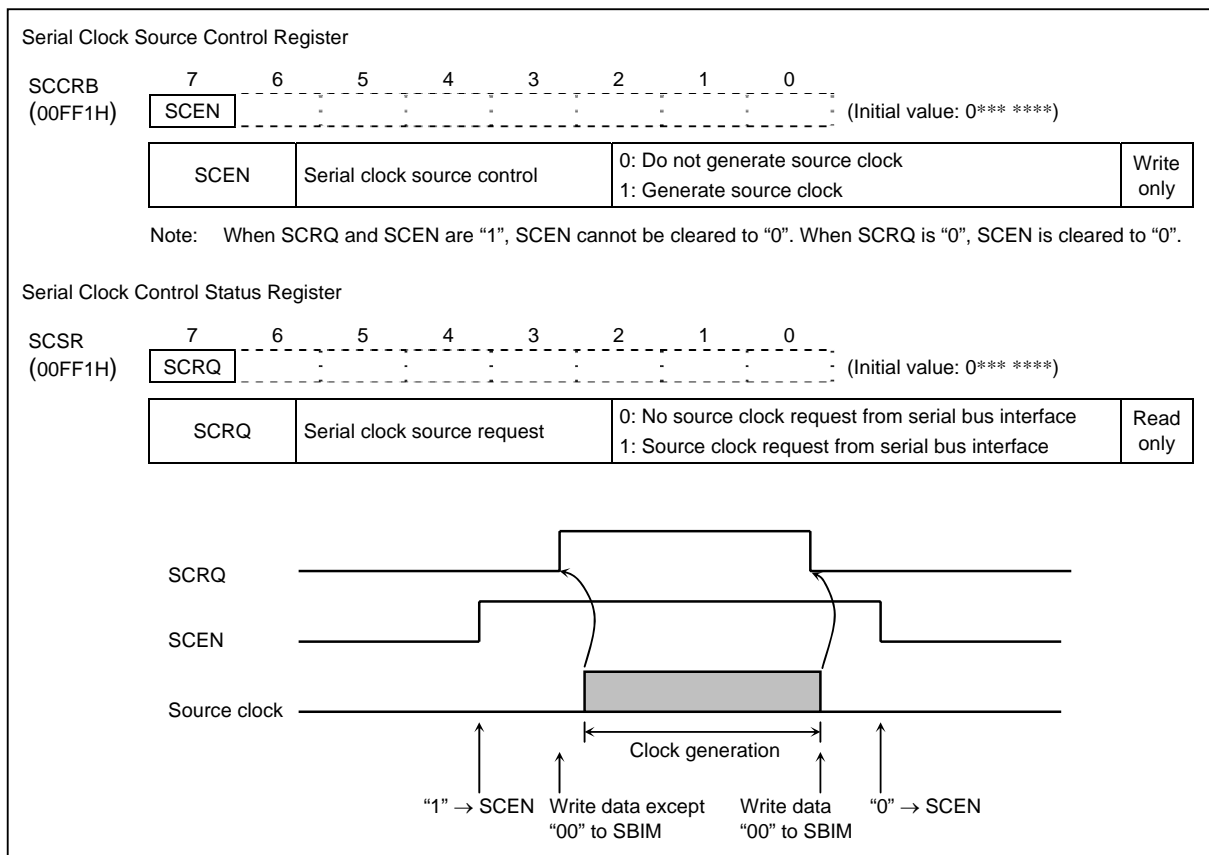 Serial Clock Source Control Register
SCCRB
(00FF1H)
7 6 5 4 3 2 1 0
SCEN
(Initial value: 0*** ****)
SCEN
Serial clock source control
0: Do not generate source clock
1: Generate source clock
Write
only
Note: When SCRQ and SCEN are “1”, SCEN cannot be cleared to “0”. When SCRQ is “0”, SCEN is cleared to “0”.
Serial Clock Control Status Register
SCSR
(00FF1H)
7 6 5 4 3 2 1 0
SCRQ
(Initial value: 0*** ****)
SCRQ
Serial clock source request
0: No source clock request from serial bus interface
1: Source clock request from serial bus interface
Read
only
SCRQ
SCEN
Source clock
Clock generation
“1” → SCEN
Write data except
“00” to SBIM
Write data
“00” to SBIM
“0” → SCEN